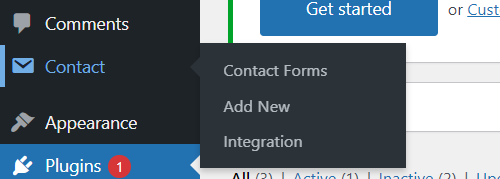 Comments
Get started or Cust
Contact
Contact Forms
Add New
Appearance
Integration
Plugins 1
All (3) | Active (1) | Inactive (2) | Up